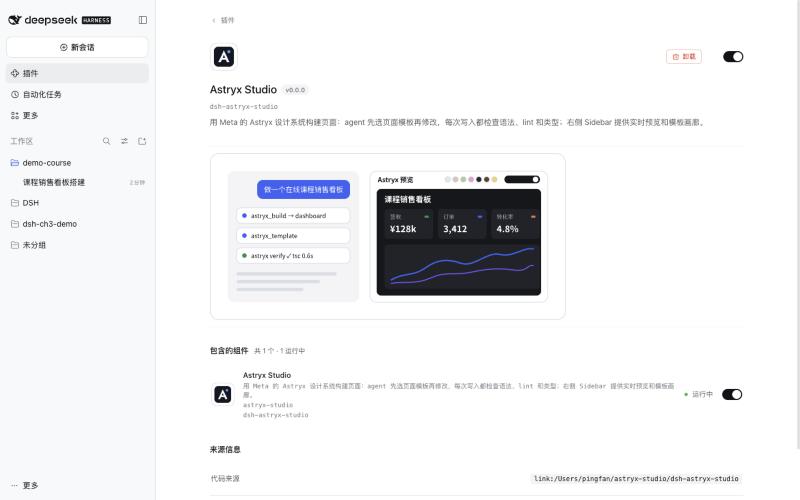 deepseek HARNESS
新会话
插件
自动化任务
更多
工作区
demo-course
课程销售看板搭建 2 分钟
DSH
dsh-ch3-demo
未分组
更多
插件
卸载
Astryx Studio v0.0.0
dsh-astryx-studio
用 Meta 的 Astryx 设计系统构建页面：agent 先选页面模板再修改，每次写入都检查语法、lint 和类型；右侧 Sidebar 提供实时预览和模板画廊。
做一个在线课程销售看板
astryx_build → dashboard
astryx_template
astryx verify ✓ tsc 0.6s
Astryx 预览
课程销售看板
营收 订单 转化率
¥128k 3,412 4.8%
包含的组件 共 1 个 · 1 运行中
Astryx Studio
用 Meta 的 Astryx 设计系统构建页面：agent 先选页面模板再修改，每次写入都检查语法、lint 和类型；右侧 Sidebar 提供实时预览和模板画
廊。
astryx-studio
dsh-astryx-studio
运行中
来源信息
代码来源 link:/Users/pingfan/astryx-studio/dsh-astryx-studio